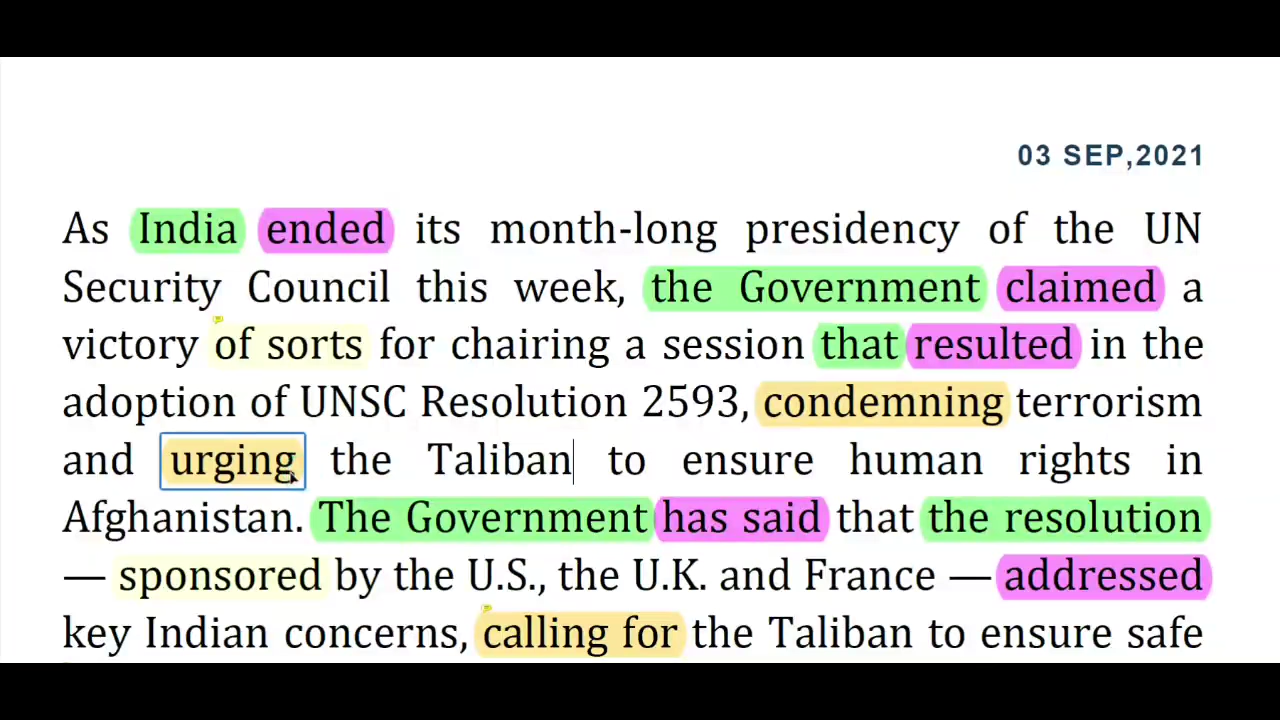 03 SEP,2021
As India ended its month-long presidency of the UN
Security Council this week, the Government claimed a
victory of sorts for chairing a session that resulted in the
adoption of UNSC Resolution 2593, condemning terrorism
and urging the Taliban to ensure human rights in
Afghanistan. The Government has said that the resolution
— sponsored by the U.S., the U.K. and France — addressed
key Indian concerns, calling for the Taliban to ensure safe